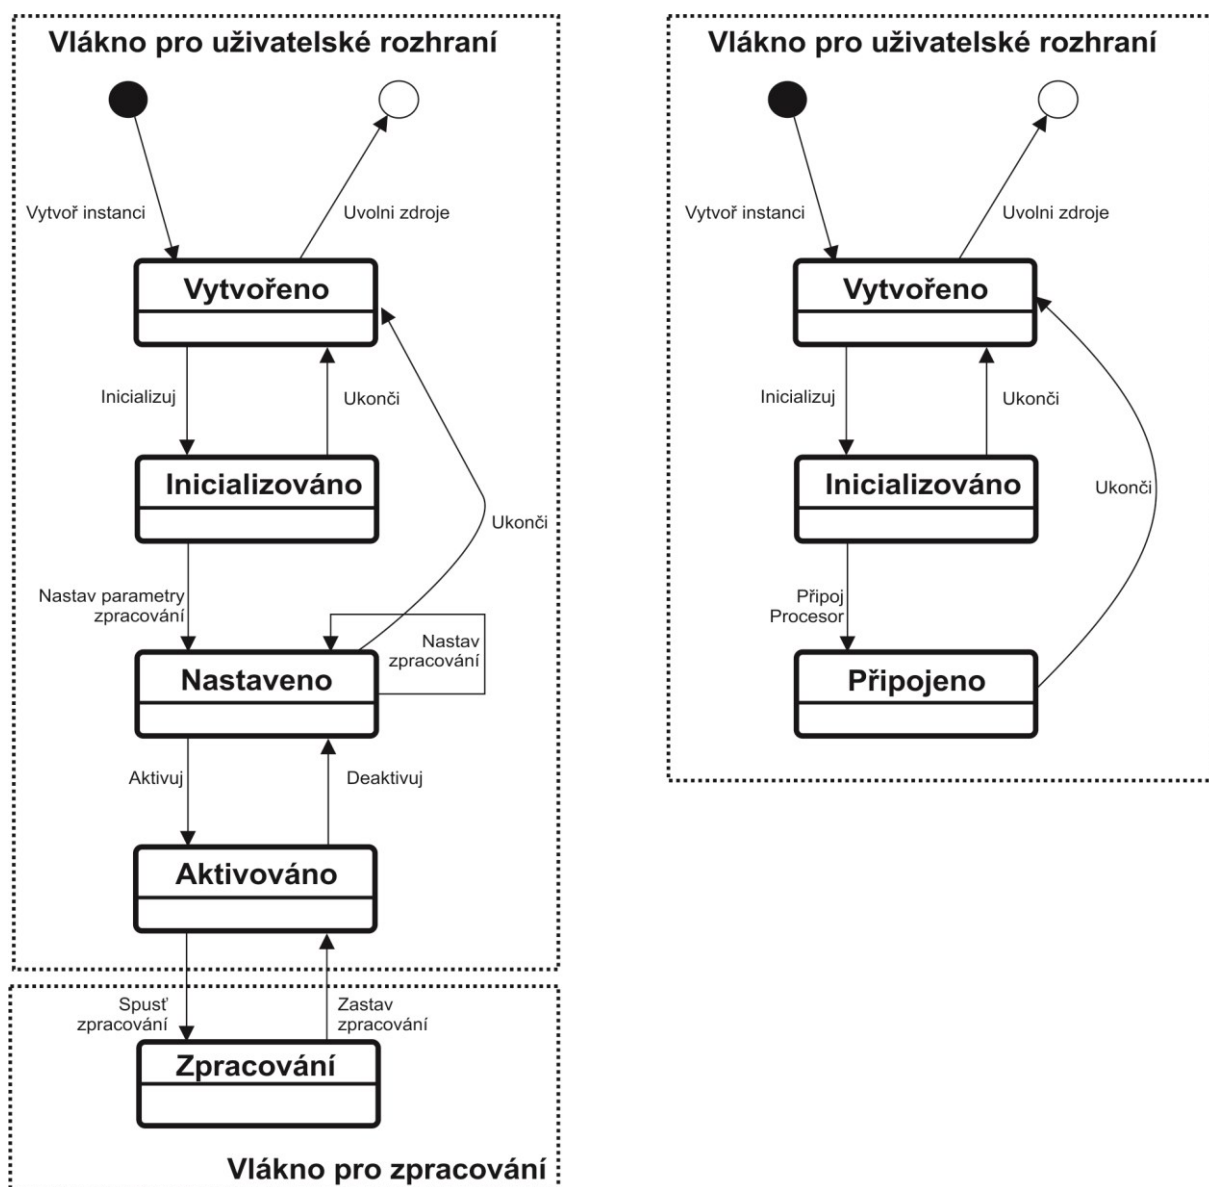 Vlákno pro uživatelské rozhraní
Vytvoř instanci
Uvolni zdroje
Vytvořeno
Inicializuj
Ukonči
Inicializováno
Ukonči
Nastav parametry
zpracování
Nastav
zpracování
Nastaveno
Aktivuj
Deaktivuj
Aktivováno
Spusť
zpracování
Zastav
zpracování
Zpracování
Vlákno pro zpracování
Vlákno pro uživatelské rozhraní
Vytvoř instanci
Uvolni zdroje
Vytvořeno
Inicializuj
Ukonči
Inicializováno
Ukonči
Připoj
Procesor
Připojeno